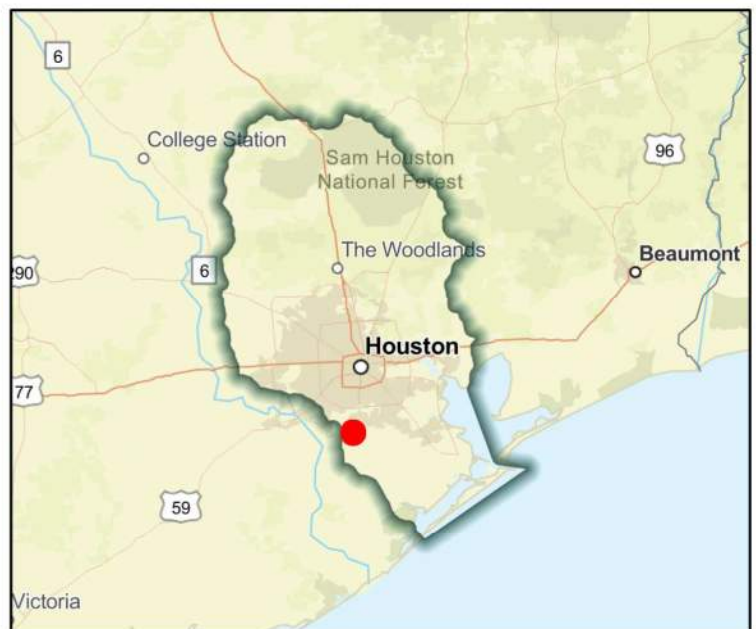 6
College Station
Sam Houston
National Forest
96
The Woodlands
6
290
Beaumont
Houston
77
59
Victoria